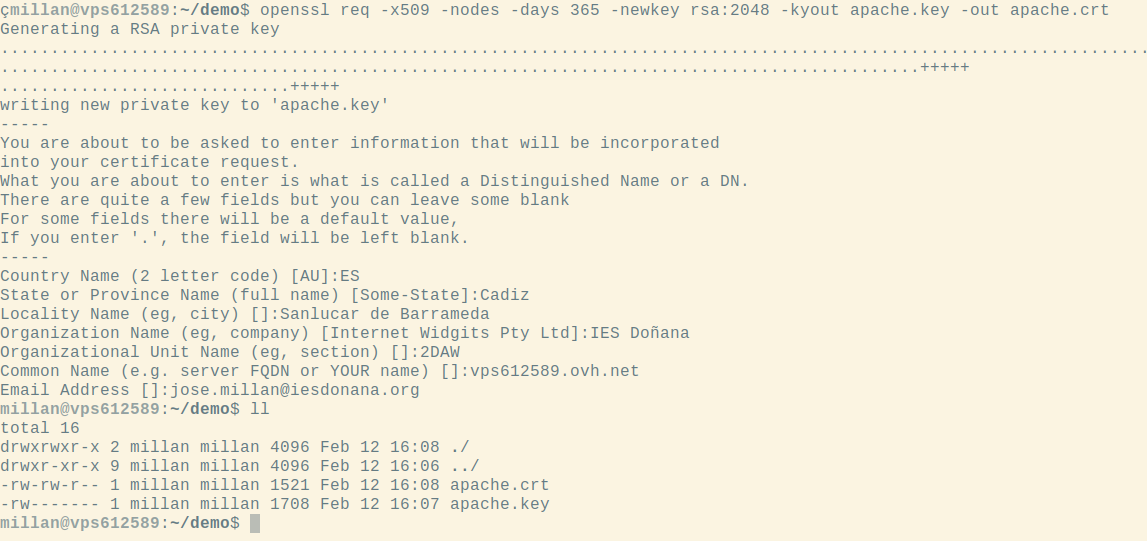 çmillan@vps612589:~/demo$ openssl req -x509 -nodes -days 365 -newkey rsa:2048 -kyout apache.key -out apache.crt
Generating a RSA private key
...................................................................................................................
............................................................................................+++++
.............................+++++
writing new private key to 'apache.key'
-----
You are about to be asked to enter information that will be incorporated
into your certificate request.
What you are about to enter is what is called a Distinguished Name or a DN.
There are quite a few fields but you can leave some blank
For some fields there will be a default value,
If you enter '.', the field will be left blank.
-----
Country Name (2 letter code) [AU]:ES
State or Province Name (full name) [Some-State]:Cadiz
Locality Name (eg, city) []:Sanlucar de Barrameda
Organization Name (eg, company) [Internet Widgits Pty Ltd]:IES Doñana
Organizational Unit Name (eg, section) []:2DAW
Common Name (e.g. server FQDN or YOUR name) []:vps612589.ovh.net
Email Address []:jose.millan@iesdonana.org
millan@vps612589:~/demo$ ll
total 16
drwxrwxr-x 2 millan millan 4096 Feb 12 16:08 ./
drwxr-xr-x 9 millan millan 4096 Feb 12 16:06 ../
-rw-rw-r-- 1 millan millan 1521 Feb 12 16:08 apache.crt
-rw------- 1 millan millan 1708 Feb 12 16:07 apache.key
millan@vps612589:~/demo$